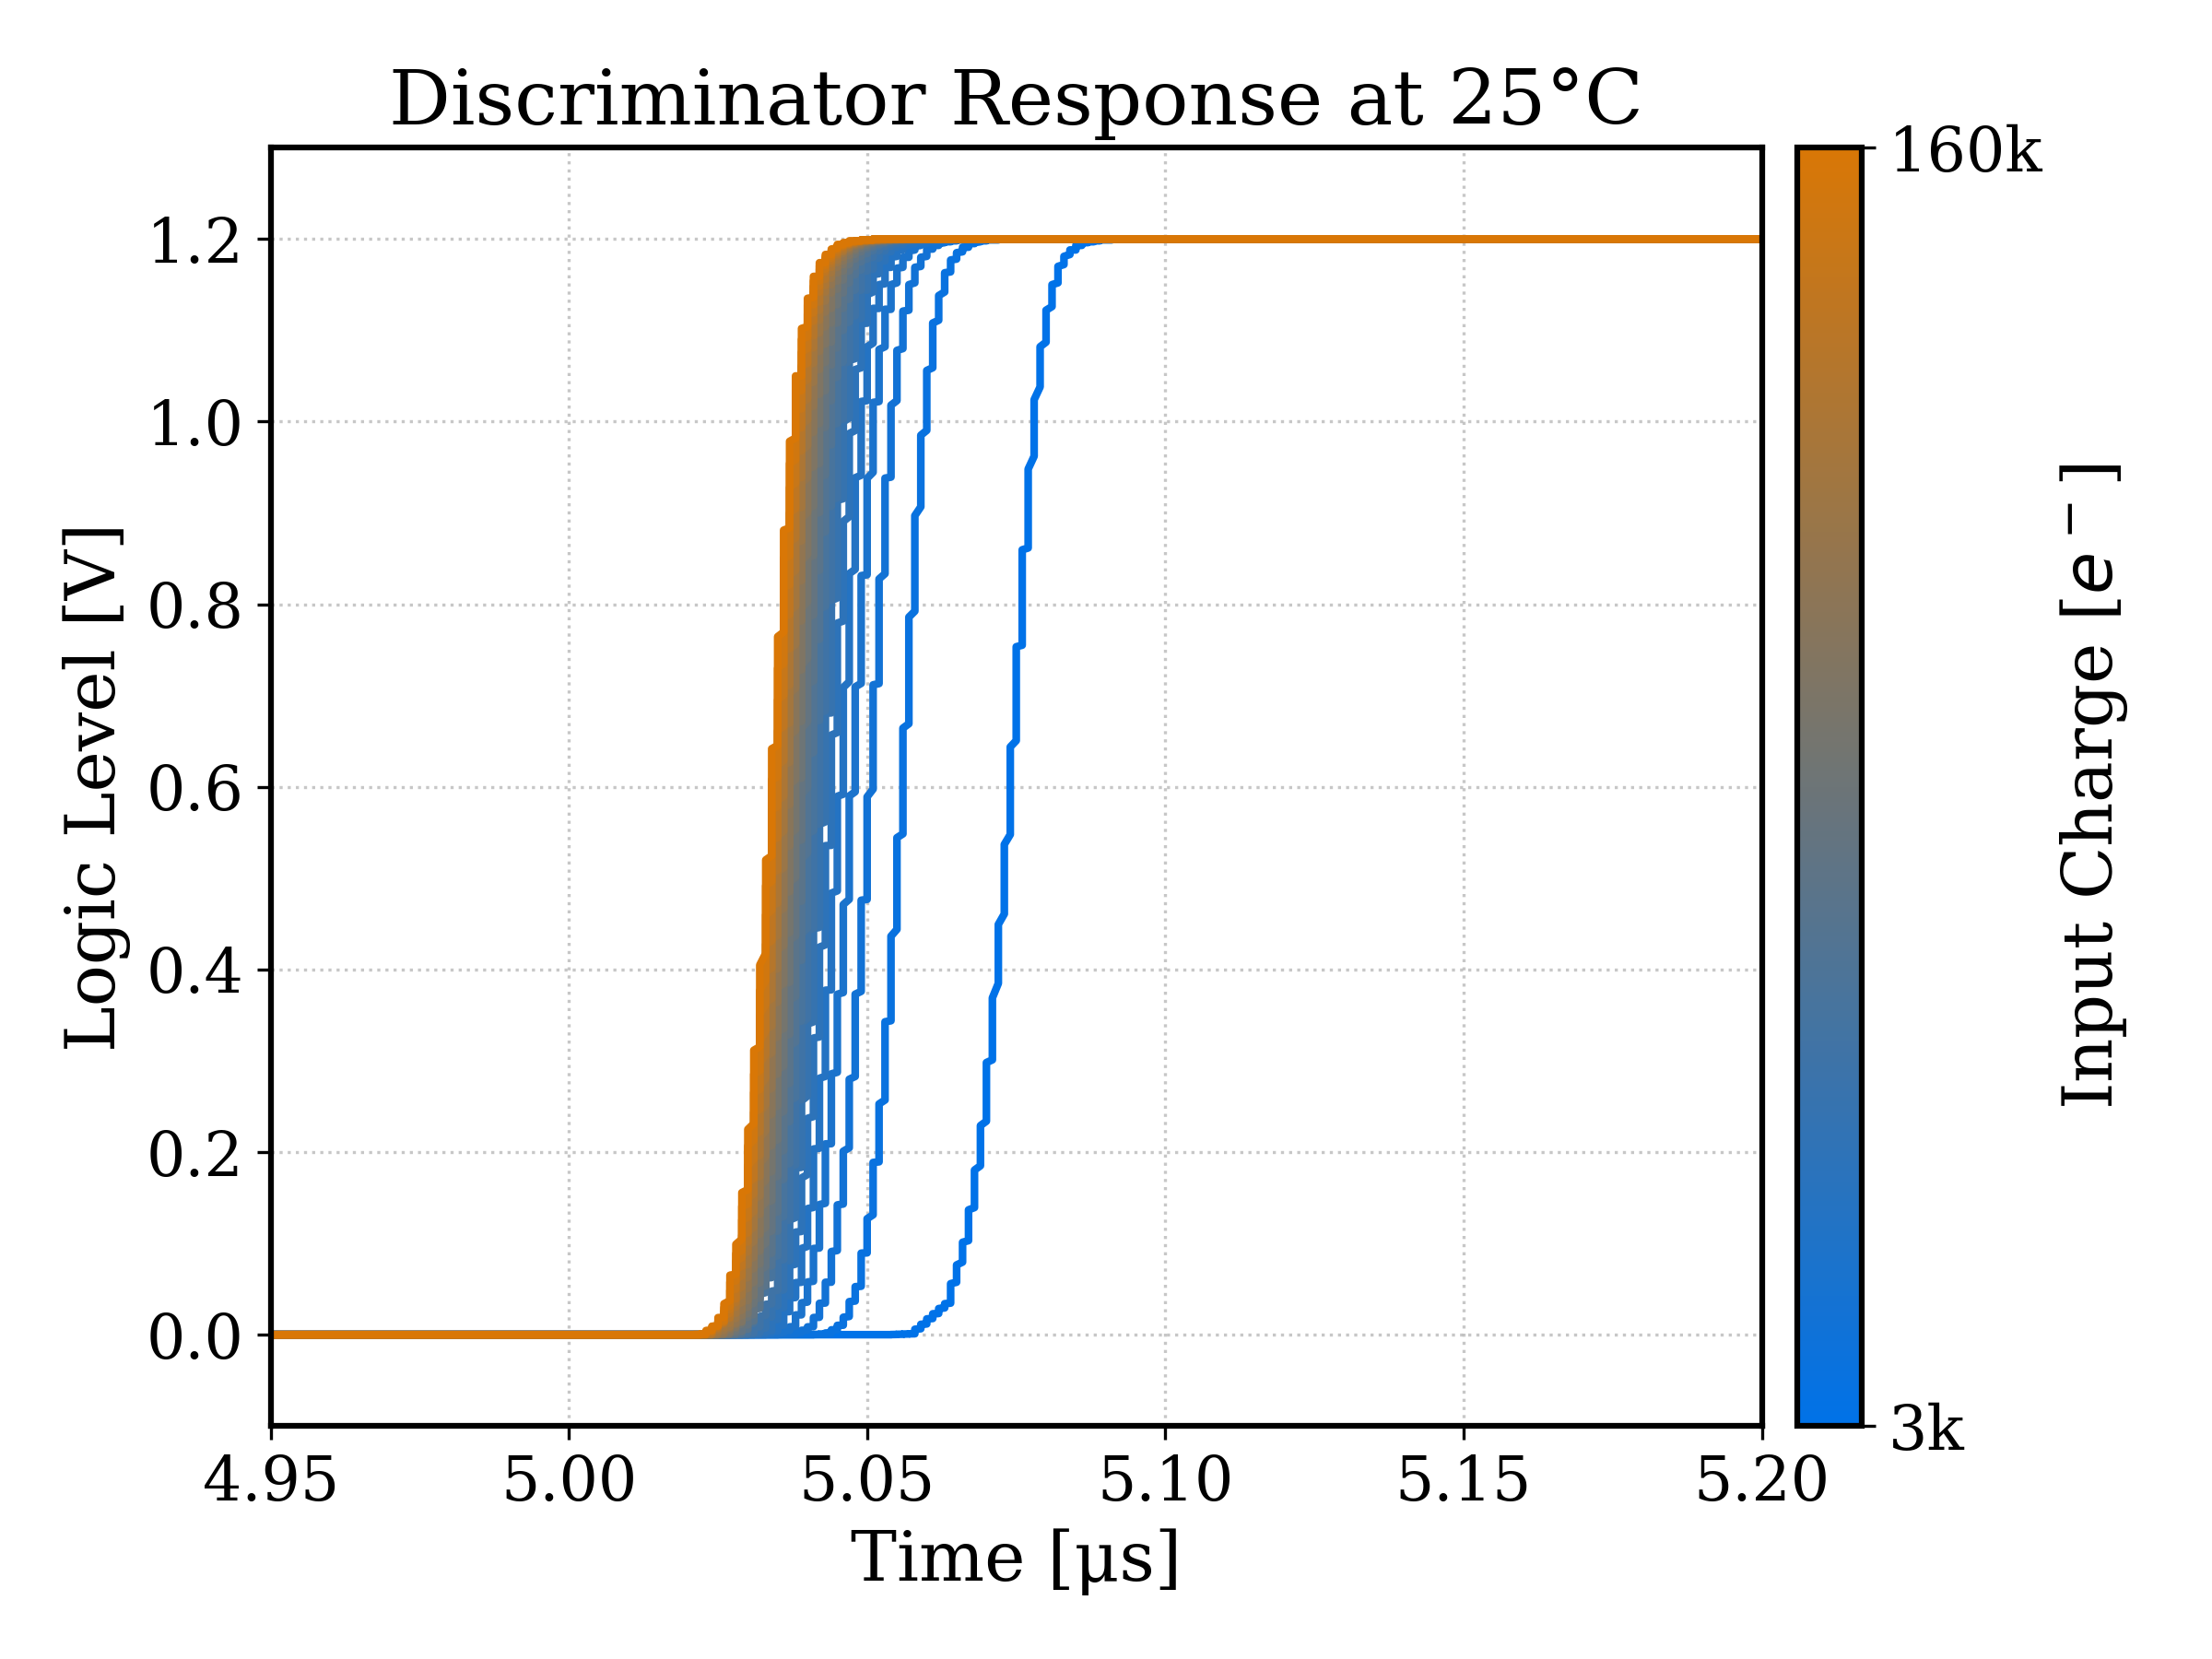 Discriminator Response at 25°C
160k
1.2
1.0
0.8
0.6
0.4
0.2
0.0
Logic Level [V]
Input Charge [e⁻]
3k
4.95 5.00 5.05 5.10 5.15 5.20
Time [µs]